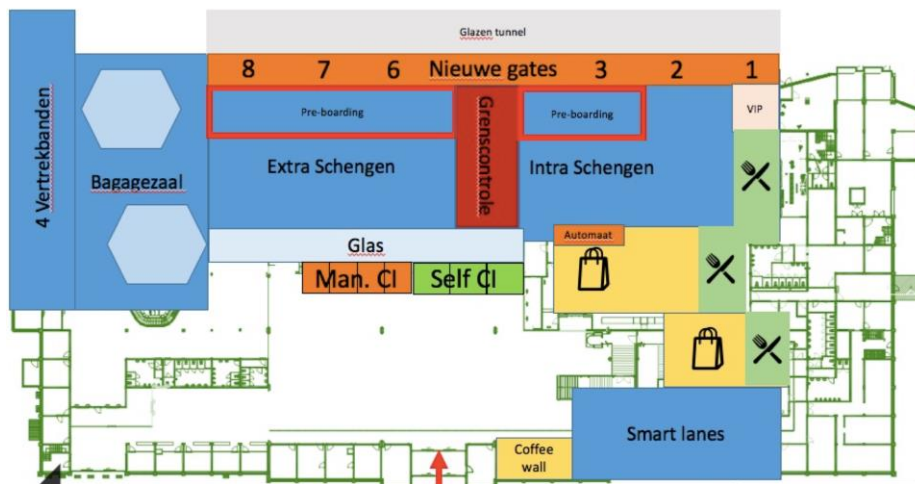 Glazen tunnel
8 7 6 Nieuwe gates 3 2 1
4 Vertrekbanden
Bagagezaal
Pre-boarding
Grenscontrole
Pre-boarding
VIP
Extra Schengen
Intra Schengen
Automaat
Glas
Man. CI
Self CI
Smart lanes
Coffee
wall